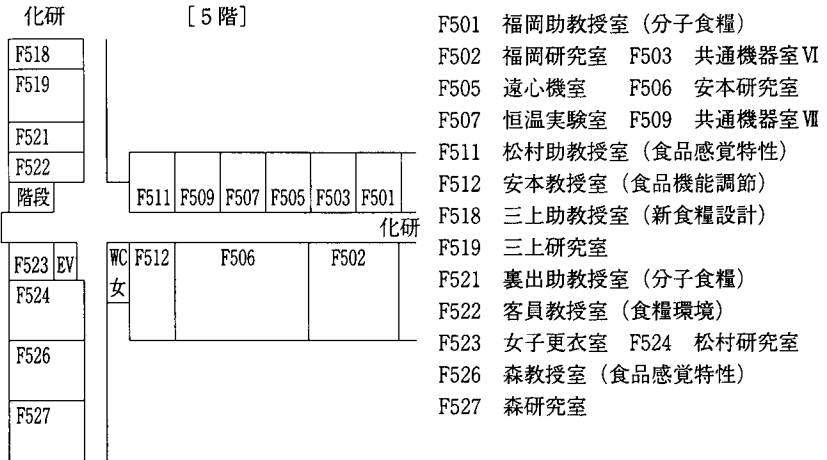 化研
[5階]
F518
F519
F521
F522
階段
F511 F509 F507 F505 F503 F501
化研
F523 EV
WC
女
F512
F506
F502
F524
F526
F527
F501 福岡助教授室（分子食糧）
F502 福岡研究室 F503 共通機器室Ⅵ
F505 遠心機室 F506 安本研究室
F507 恒温実験室 F509 共通機器室Ⅶ
F511 松村助教授室（食品感覚特性）
F512 安本教授室（食品機能調節）
F518 三上助教授室（新食糧設計）
F519 三上研究室
F521 裏出助教授室（分子食糧）
F522 客員教授室（食糧環境）
F523 女子更衣室 F524 松村研究室
F526 森教授室（食品感覚特性）
F527 森研究室